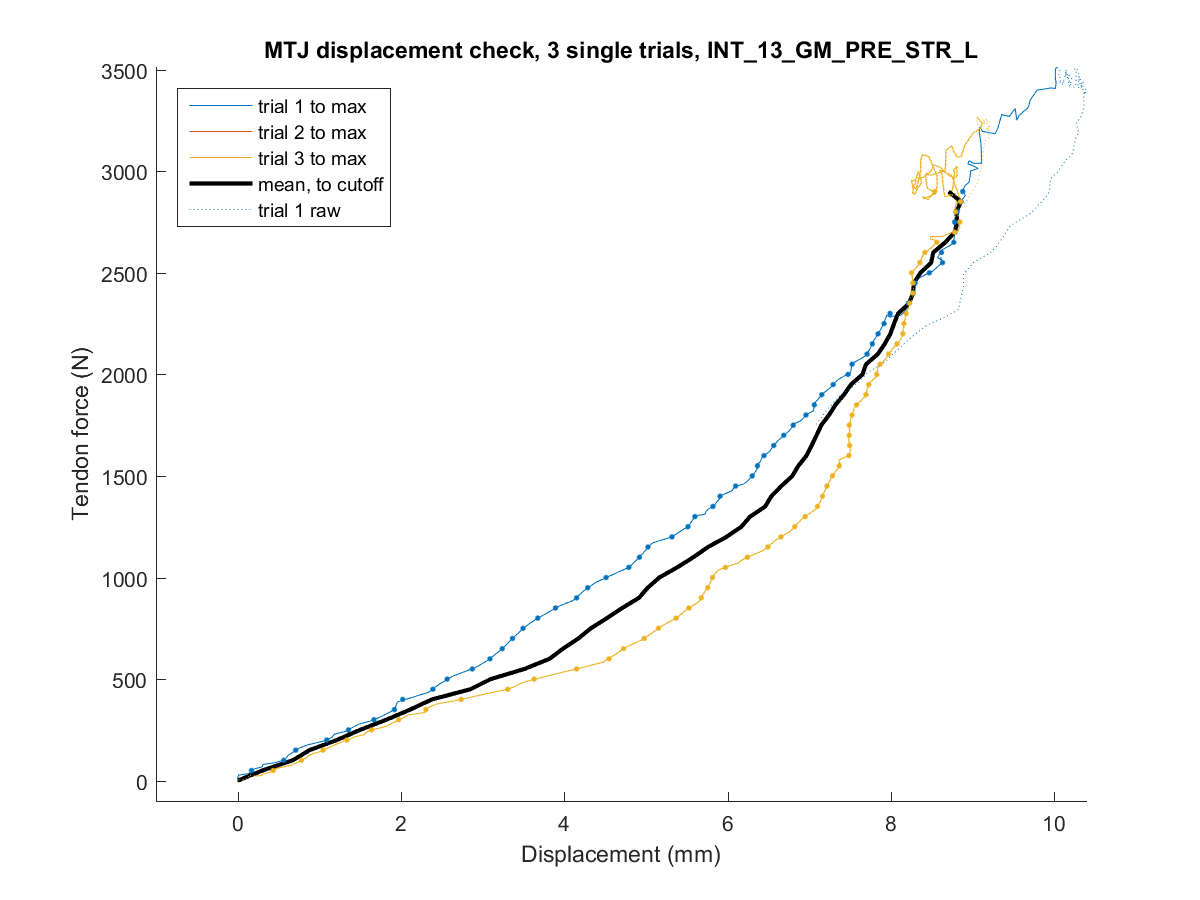 MTJ displacement check, 3 single trials, INT_13_GM_PRE_STR_L
3500
3000
2500
2000
1500
1000
500
0
Tendon force (N)
trial 1 to max
trial 2 to max
trial 3 to max
mean, to cutoff
trial 1 raw
0 2 4 6 8 10
Displacement (mm)